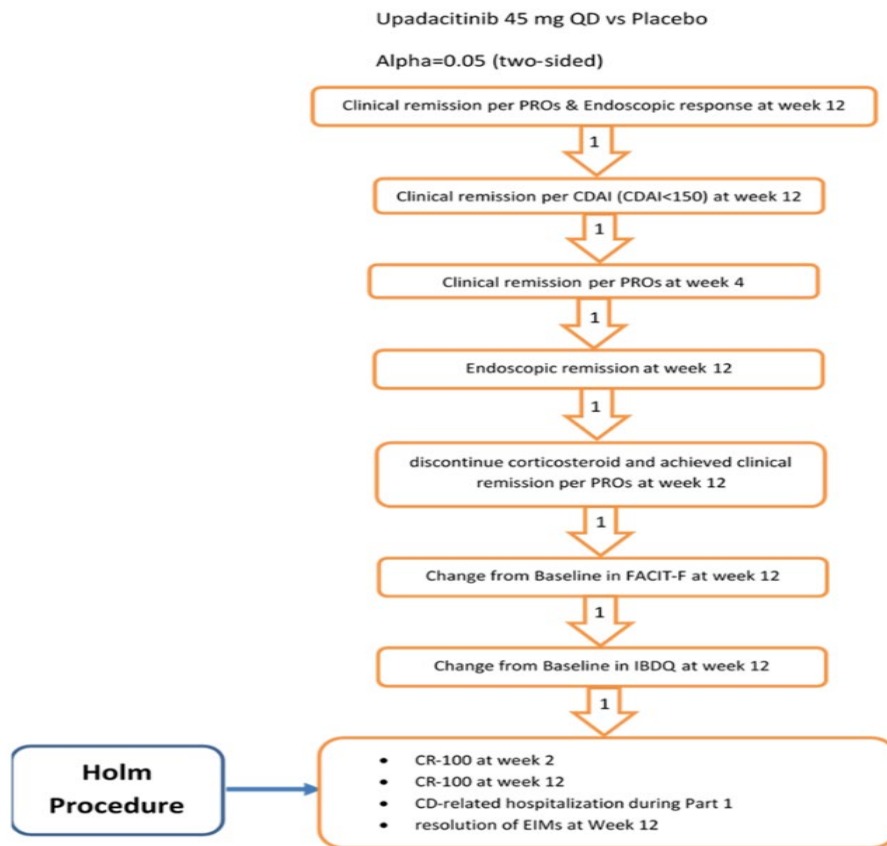 Upadacitinib 45 mg QD vs Placebo
Alpha=0.05 (two-sided)
Clinical remission per PROs & Endoscopic response at week 12
1
Clinical remission per CDAI (CDAI<150) at week 12
1
Clinical remission per PROs at week 4
1
Endoscopic remission at week 12
1
discontinue corticosteroid and achieved clinical
remission per PROs at week 12
1
Change from Baseline in FACIT-F at week 12
1
Change from Baseline in IBDQ at week 12
1
Holm
Procedure
• CR-100 at week 2
• CR-100 at week 12
• CD-related hospitalization during Part 1
• resolution of EIMs at Week 12